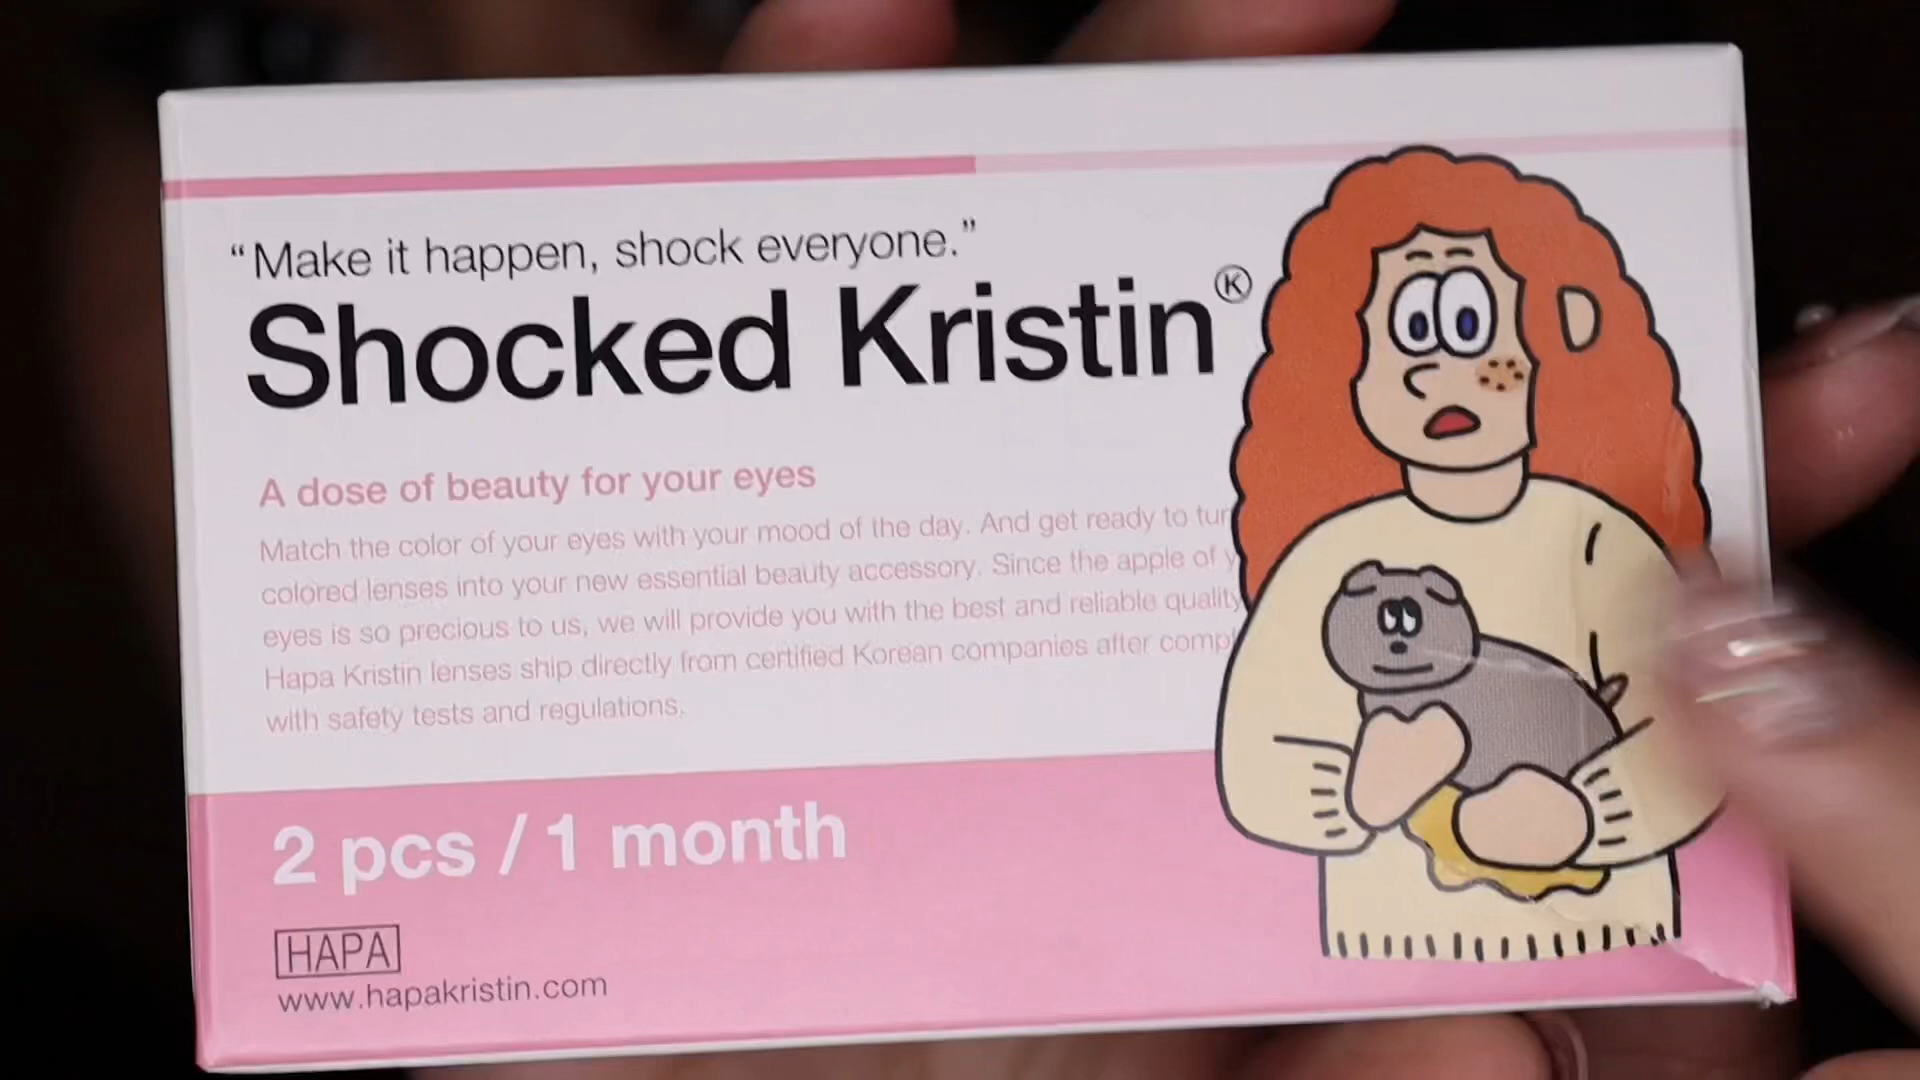 “Make it happen, shock everyone.”
Shocked Kristin Ⓚ
A dose of beauty for your eyes
Match the color of your eyes with your mood of the day. And get ready to
colored lenses into your new essential beauty accessory. Since the apple of
eyes is so precious to us, we will provide you with the best and reliable quality
Hapa Kristin lenses ship directly from certified Korean companies after
with safety tests and regulations.
2 pcs / 1 month
HAPA
www.hapakristin.com